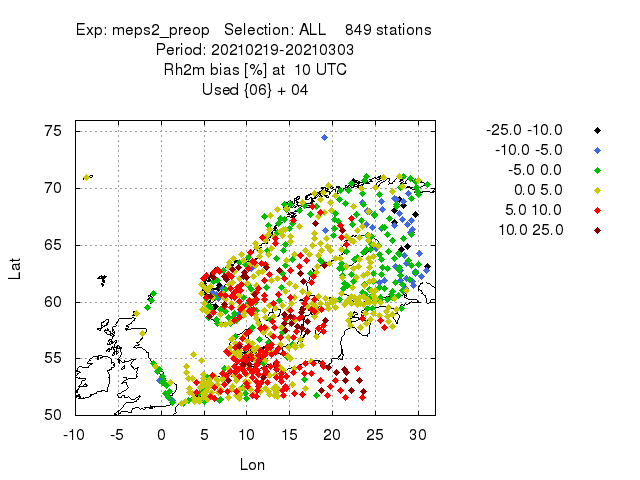 Exp: meps2_preop Selection: ALL 849 stations
Period: 20210219-20210303
Rh2m bias [%] at 10 UTC
Used {06} + 04
75
70
65
60
55
50
Lat
-10 -5 0 5 10 15 20 25 30
Lon
-25.0 -10.0
-10.0 -5.0
-5.0 0.0
0.0 5.0
5.0 10.0
10.0 25.0